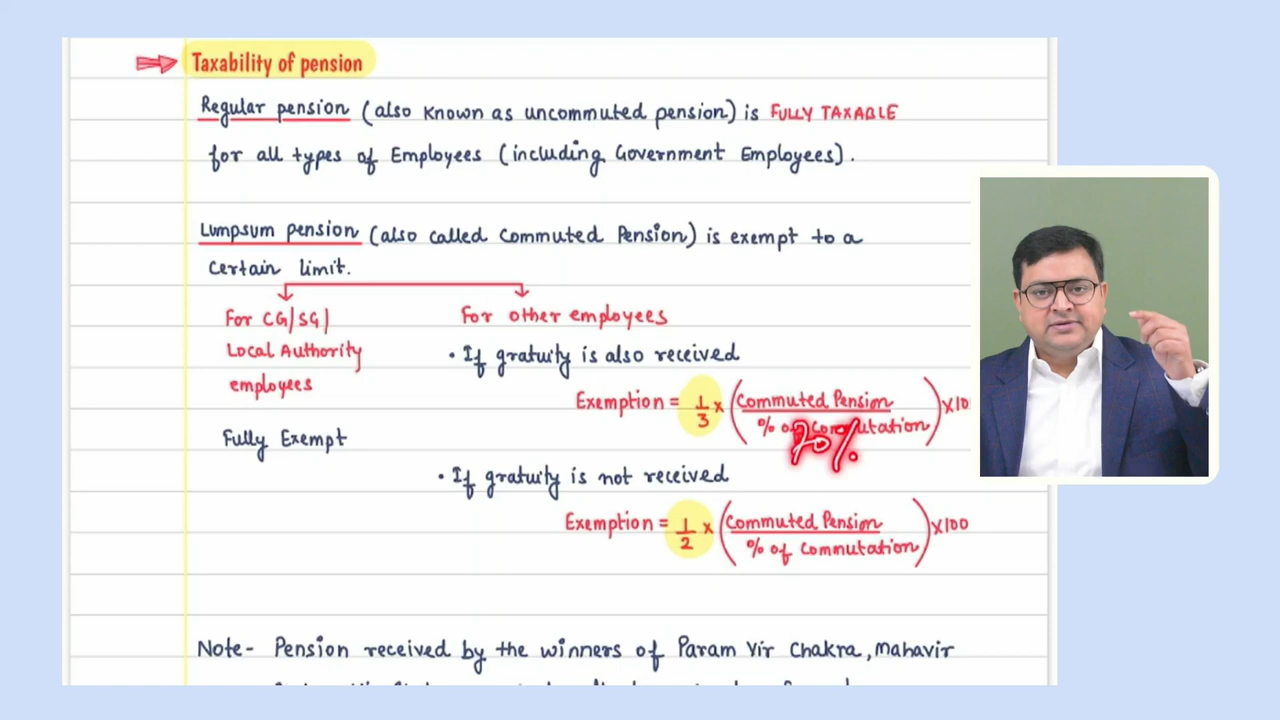 Taxability of pension
Regular pension (also known as uncommuted pension) is FULLY TAXABLE
for all types of Employees (including Government Employees).
Lumpsum pension (also called Commuted Pension) is exempt to a
certain limit.
For CG/SG/
Local Authority
employees
Fully Exempt
For other employees
• If gratuity is also received
Exemption = 1/3 × (Commuted Pension / % of Commutation) × 10
70%
• If gratuity is not received
Exemption = 1/2 × (Commuted Pension / % of Commutation) × 100
Note- Pension received by the winners of Param Vir Chakra, Mahavir